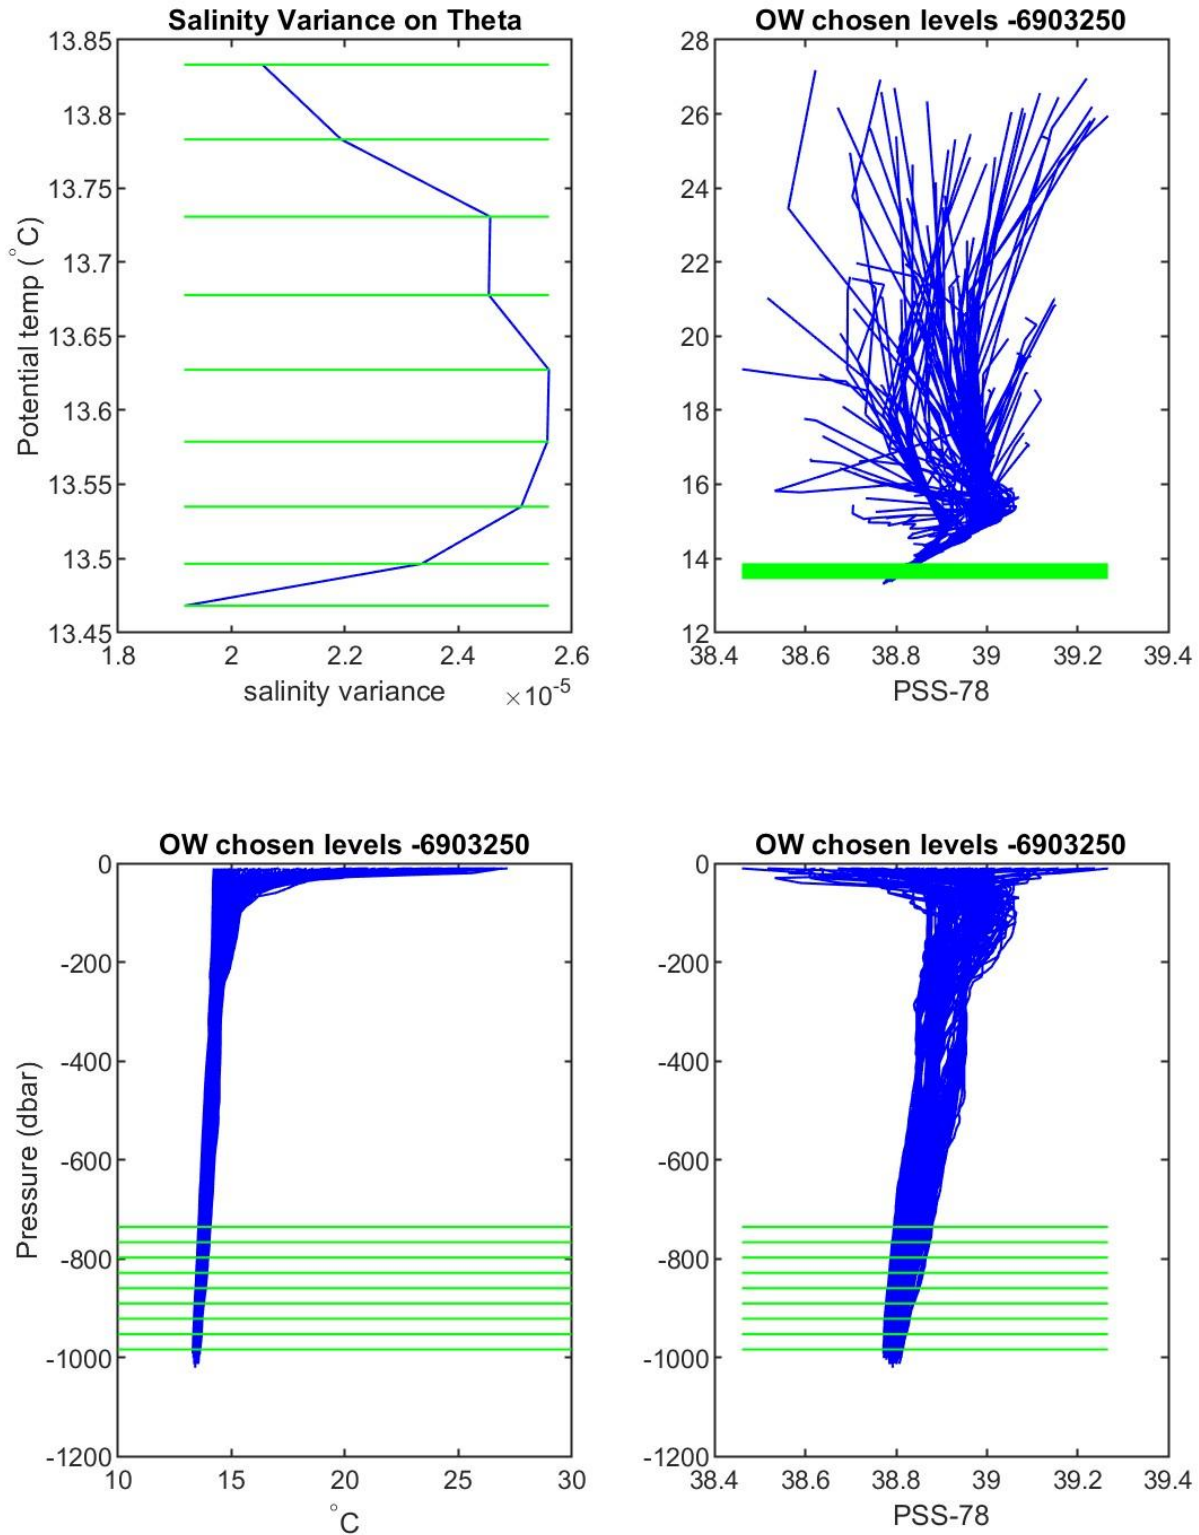 Salinity Variance on Theta
13.85
13.8
13.75
13.7
13.65
13.6
13.55
13.5
13.45
Potential temp (°C)
1.8 2 2.2 2.4 2.6
salinity variance ×10-5
OW chosen levels -6903250
28
26
24
22
20
18
16
14
12
38.4 38.6 38.8 39 39.2 39.4
PSS-78
OW chosen levels -6903250
0
-200
-400
-600
-800
-1000
-1200
Pressure (dbar)
10 15 20 25 30
°C
OW chosen levels -6903250
0
-200
-400
-600
-800
-1000
-1200
38.4 38.6 38.8 39 39.2 39.4
PSS-78